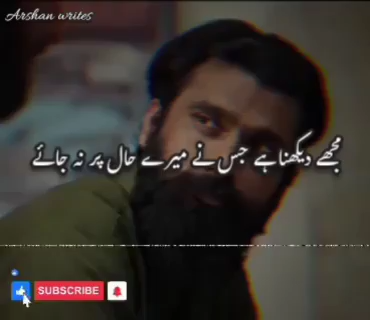 Arshan writes
مجھے دیکھنا ہے جس نے میرے حال پر نہ جائے
SUBSCRIBE